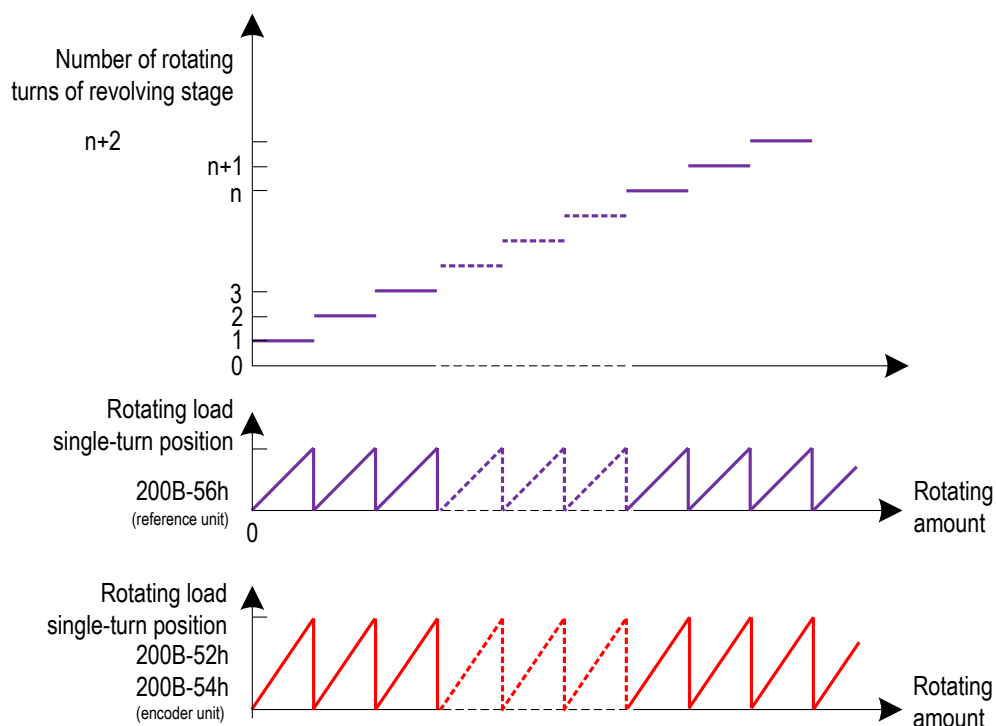 Number of rotating
turns of revolving stage
n+2
n+1
n
3
2
1
0
Rotating load
single-turn position
200B-56h
(reference unit)
0
Rotating
amount
Rotating load
single-turn position
200B-52h
200B-54h
(encoder unit)
Rotating
amount